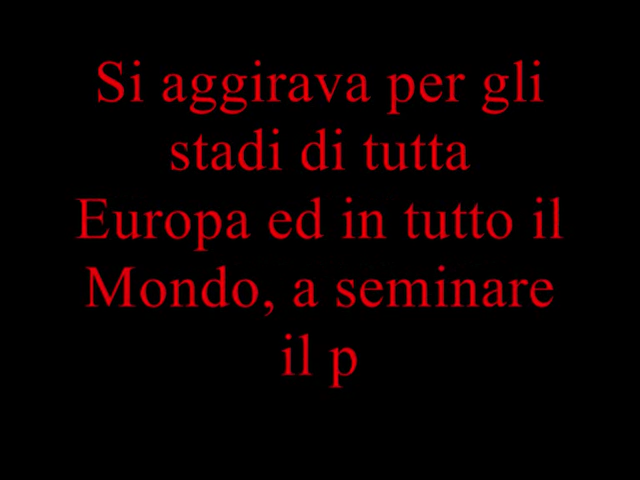 Si aggirava per gli
stadi di tutta
Europa ed in tutto il
Mondo, a seminare
il p